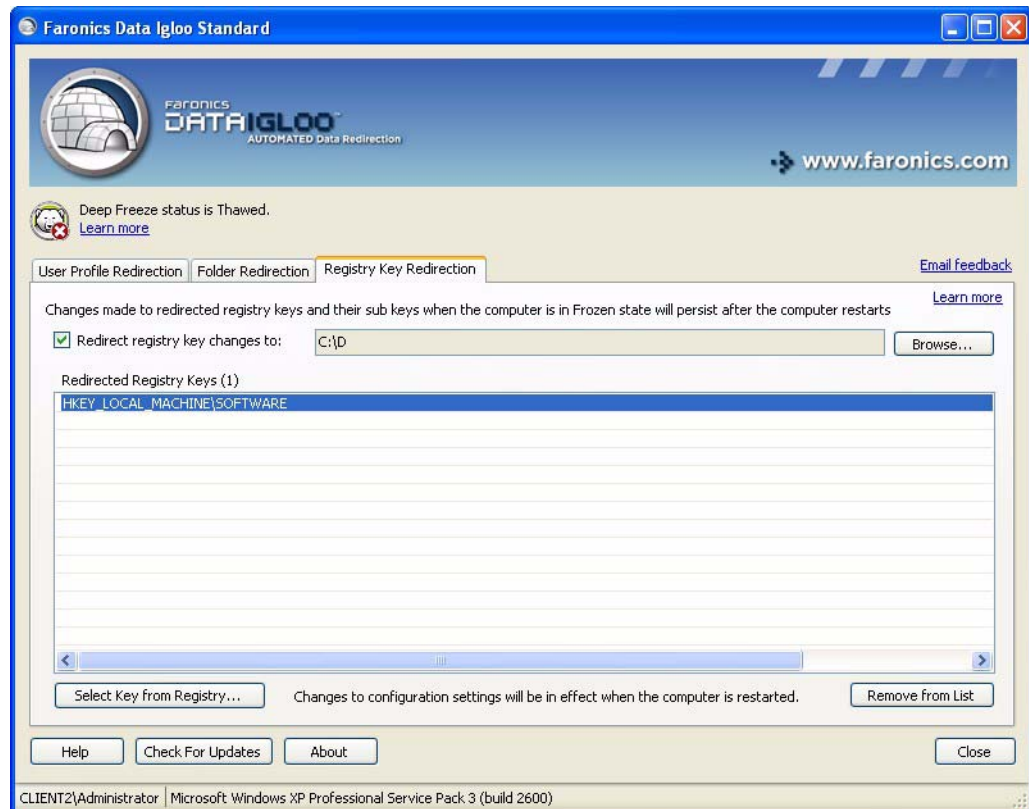 Faronics Data Igloo Standard
FARONICS
DATAIGLOO™
AUTOMATED Data Redirection
www.faronics.com
Deep Freeze status is Thawed.
Learn more
User Profile Redirection Folder Redirection Registry Key Redirection
Email feedback
Learn more
Changes made to redirected registry keys and their sub keys when the computer is in Frozen state will persist after the computer restarts
Redirect registry key changes to: C:\D Browse...
Redirected Registry Keys (1)
HKEY_LOCAL_MACHINE\SOFTWARE
Select Key from Registry... Changes to configuration settings will be in effect when the computer is restarted. Remove from List
Help Check For Updates About Close
CLIENT2\Administrator Microsoft Windows XP Professional Service Pack 3 (build 2600)